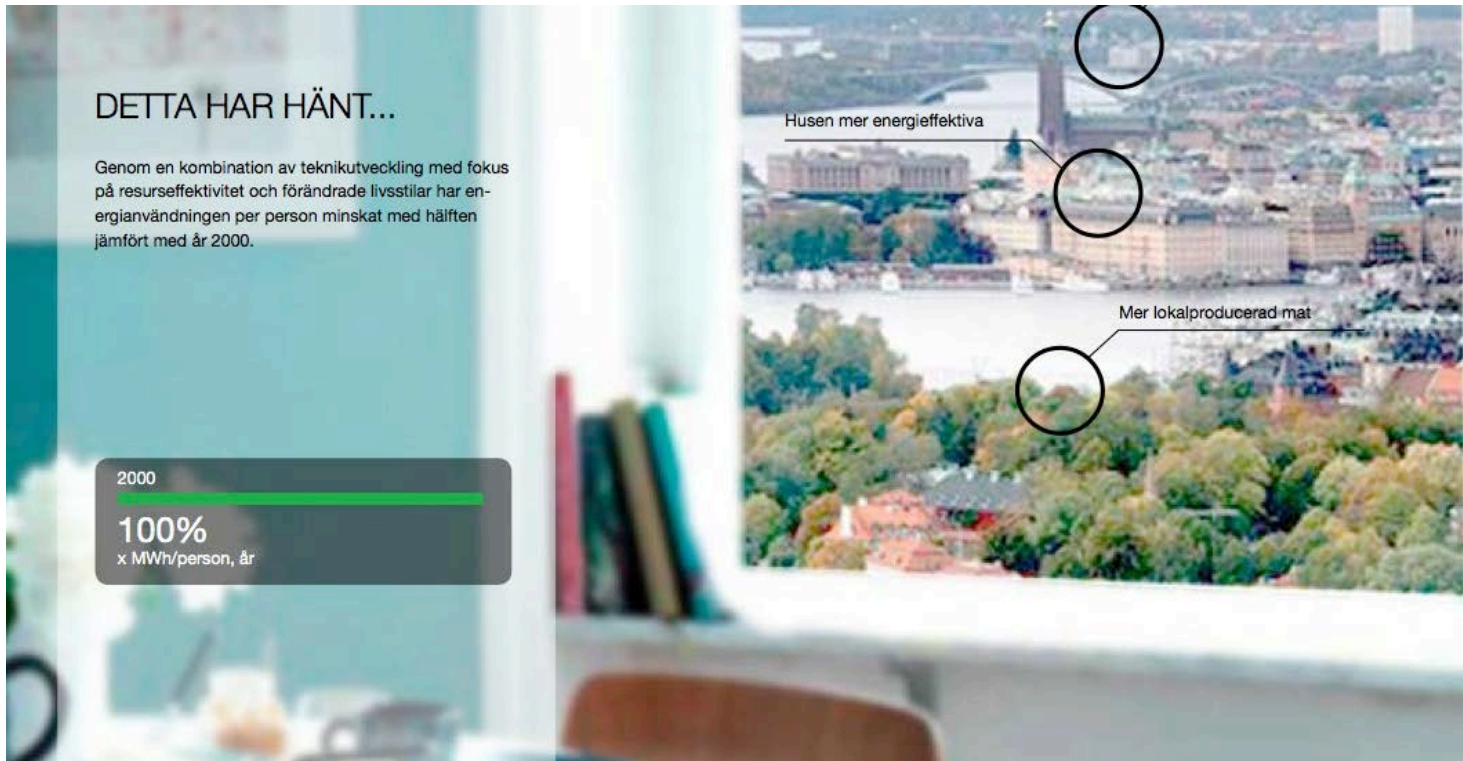 DETTA HAR HÄNT...
Genom en kombination av teknikutveckling med fokus
på resurseffektivitet och förändrade livsstilar har en-
ergianvändningen per person minskat med hälften
jämfört med år 2000.
2000
100%
x MWh/person, år
Husen mer energieffektiva
Mer lokalproducerad mat